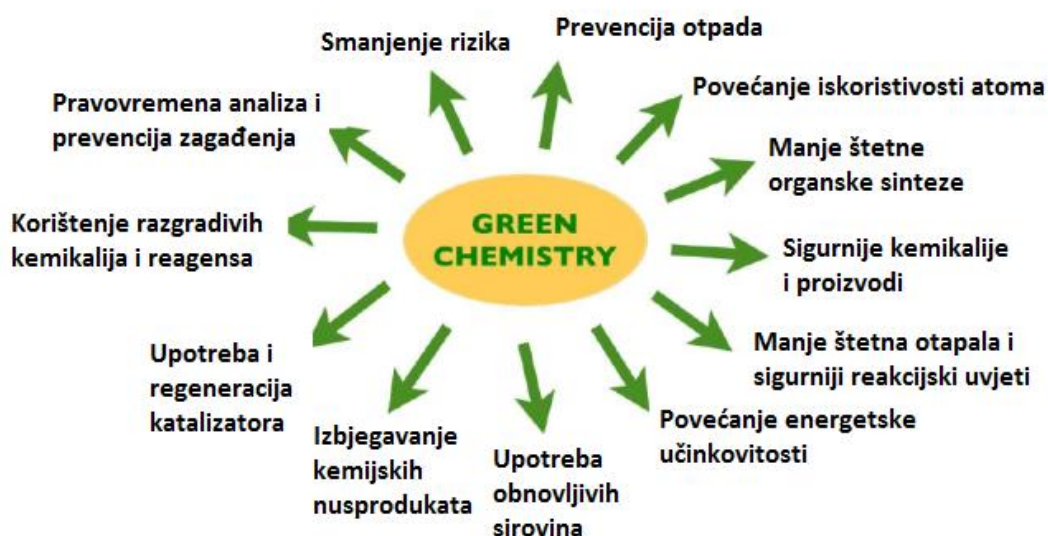 Prevencija otpada
Povećanje iskoristivosti atoma
Manje štetne
organske sinteze
Sigurnije kemikalije
i proizvodi
Manje štetna otapala i
sigurniji reakcijski uvjeti
Povećanje energetske
učinkovitosti
Upotreba
obnovljivih
sirovina
Izbjegavanje
kemijskih
nusprodukata
Upotreba i
regeneracija
katalizatora
Korištenje razgradivih
kemikalija i reagensa
Pravovremena analiza i
prevencija zagađenja
Smanjenje rizika
GREEN
CHEMISTRY